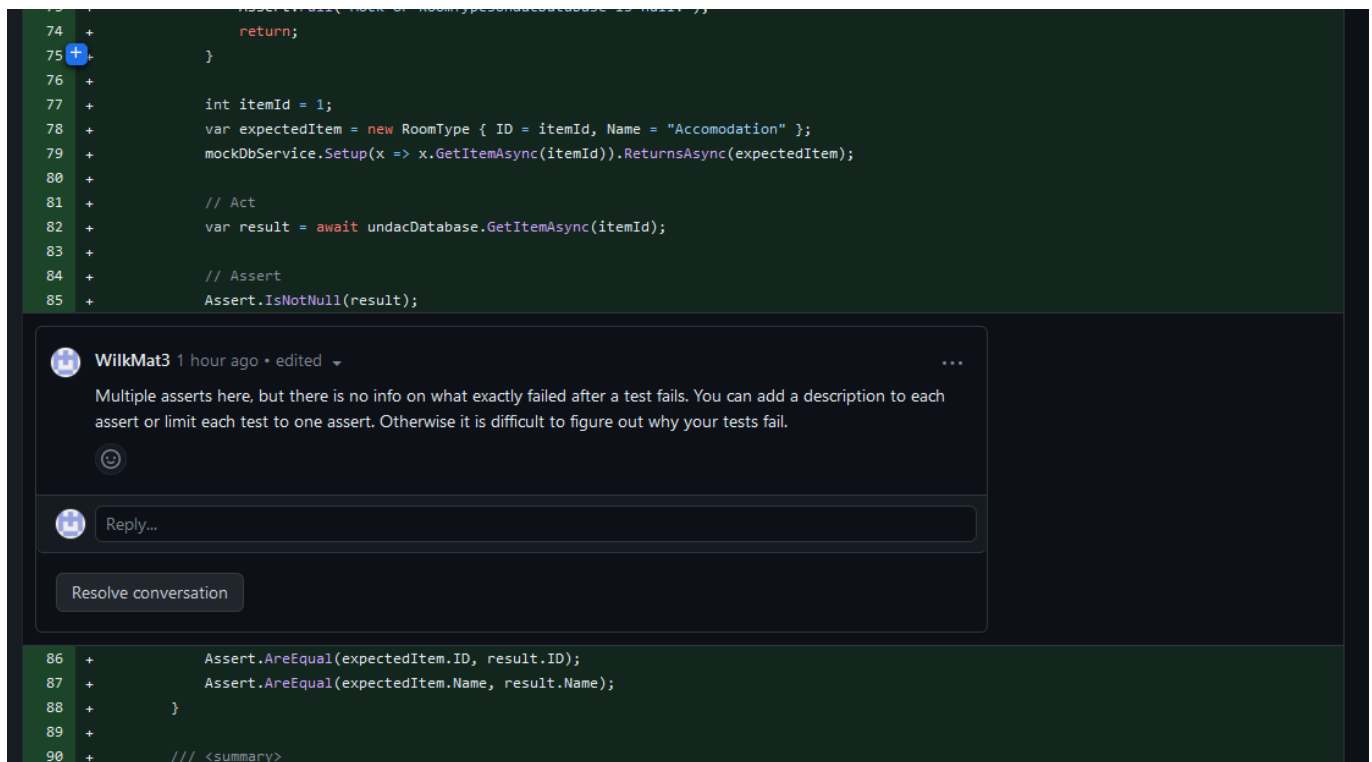 74 + return;
75 + }
76 +
77 + int itemId = 1;
78 + var expectedItem = new RoomType { ID = itemId, Name = "Accomodation" };
79 + mockDbService.Setup(x => x.GetItemAsync(itemId)).ReturnsAsync(expectedItem);
80 +
81 + // Act
82 + var result = await undacDatabase.GetItemAsync(itemId);
83 +
84 + // Assert
85 + Assert.IsNotNull(result);
WilkMat3 1 hour ago • edited
Multiple asserts here, but there is no info on what exactly failed after a test fails. You can add a description to each
assert or limit each test to one assert. Otherwise it is difficult to figure out why your tests fail.
Reply...
Resolve conversation
86 + Assert.AreEqual(expectedItem.ID, result.ID);
87 + Assert.AreEqual(expectedItem.Name, result.Name);
88 + }
89 +
90 + /// <summary>